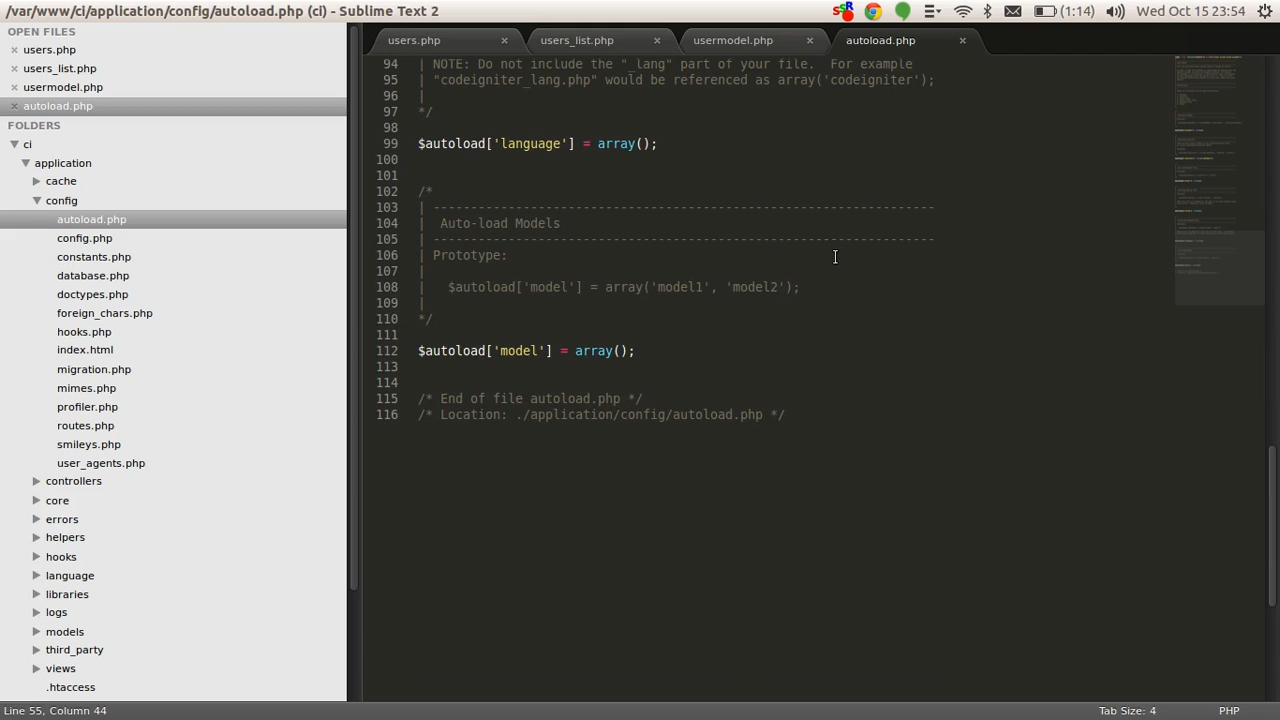 /var/www/ci/application/config/autoload.php (ci) - Sublime Text 2
SSR
(1:14)
Wed Oct 15 23:54
OPEN FILES
users.php
users_list.php
usermodel.php
autoload.php
FOLDERS
ci
application
cache
config
autoload.php
config.php
constants.php
database.php
doctypes.php
foreign_chars.php
hooks.php
index.html
migration.php
mimes.php
profiler.php
routes.php
smileys.php
user_agents.php
controllers
core
errors
helpers
hooks
language
libraries
logs
models
third_party
views
.htaccess
users.php
users_list.php
usermodel.php
autoload.php
94 | NOTE: Do not include the "_lang" part of your file.  For example
95 | "codeigniter_lang.php" would be referenced as array('codeigniter');
96 |
97 */
98
99 $autoload['language'] = array();
100
101
102 /*
103 | -------------------------------------------------------------------
104 |  Auto-load Models
105 | -------------------------------------------------------------------
106 | Prototype:
107 |
108 |   $autoload['model'] = array('model1', 'model2');
109 |
110 */
111
112 $autoload['model'] = array();
113
114
115 /* End of file autoload.php */
116 /* Location: ./application/config/autoload.php */
Line 55, Column 44
Tab Size: 4
PHP